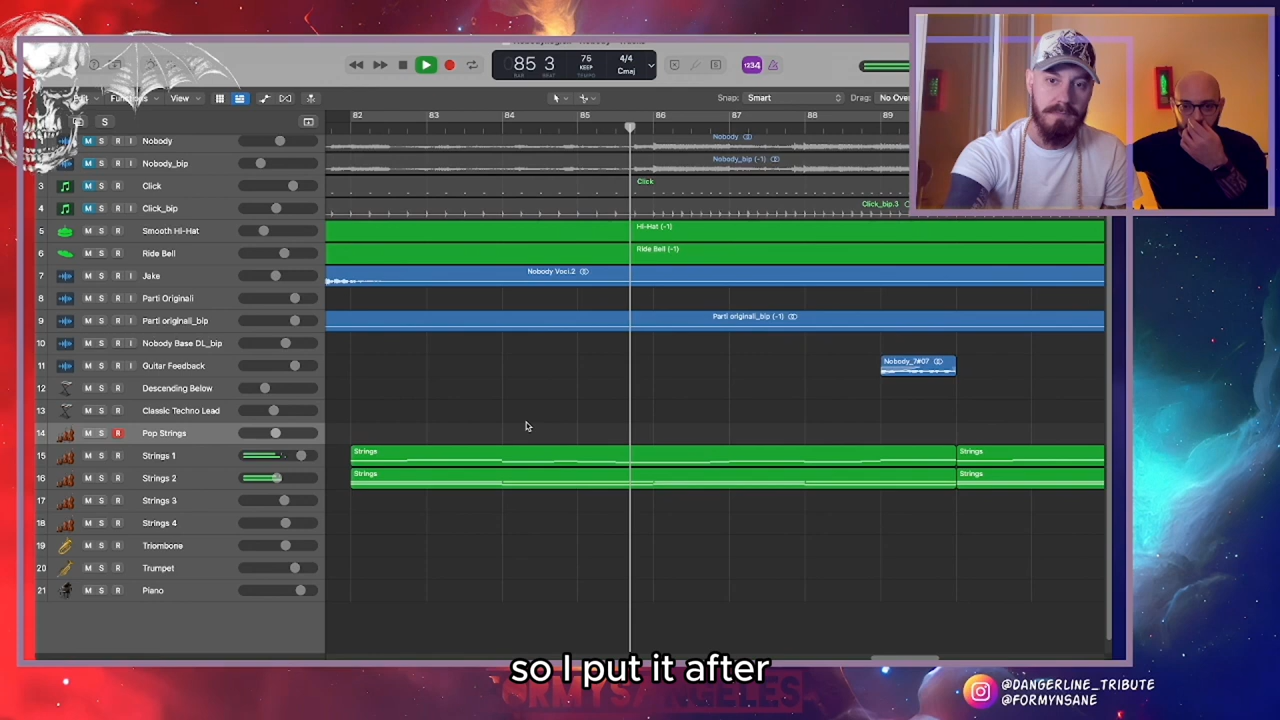 85 3
BAR BEAT
76
KEEP
TEMPO
4/4
Cmaj
1234
View
Snap: Smart
Drag: No Over
S
82 83 84 85 86 87 88 89
M S R I Nobody
Nobody
M S R I Nobody_bip
Nobody_bip (-1)
3 M S R Click
Click
4 M S R Click_bip
Click_bip.3
5 M S R Smooth Hi-Hat
Hi-Hat (-1)
6 M S R Ride Bell
Ride Bell (-1)
7 M S R I Jake
Nobody Voci.2
8 M S R I Parti Originali
9 M S R I Parti originali_bip
Parti originali_bip (-1)
10 M S R I Nobody Base DL_bip
11 M S R I Guitar Feedback
Nobody_7#07
12 M S R Descending Below
13 M S R Classic Techno Lead
14 M S R Pop Strings
15 M S R Strings 1
Strings Strings
16 M S R Strings 2
Strings Strings
17 M S R Strings 3
18 M S R Strings 4
19 M S R Trombone
20 M S R Trumpet
21 M S R Piano
so I put it after
@DANGERLINE_TRIBUTE
@FORMYNSANE